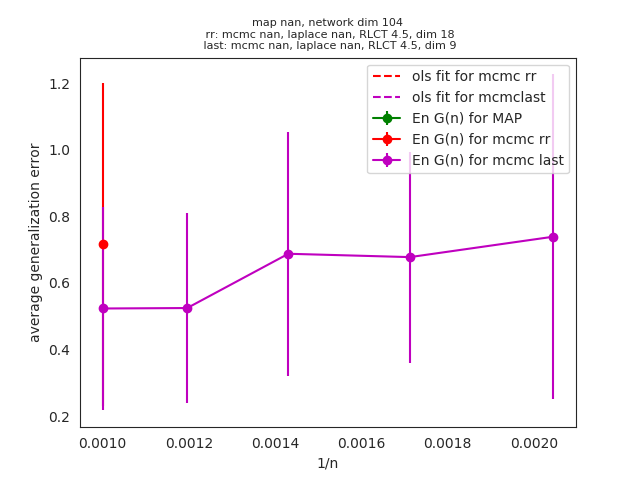 map nan, network dim 104
rr: mcmc nan, laplace nan, RLCT 4.5, dim 18
last: mcmc nan, laplace nan, RLCT 4.5, dim 9
1.2
1.0
0.8
0.6
0.4
0.2
average generalization error
ols fit for mcmc rr
ols fit for mcmclast
En G(n) for MAP
En G(n) for mcmc rr
En G(n) for mcmc last
0.0010 0.0012 0.0014 0.0016 0.0018 0.0020
1/n